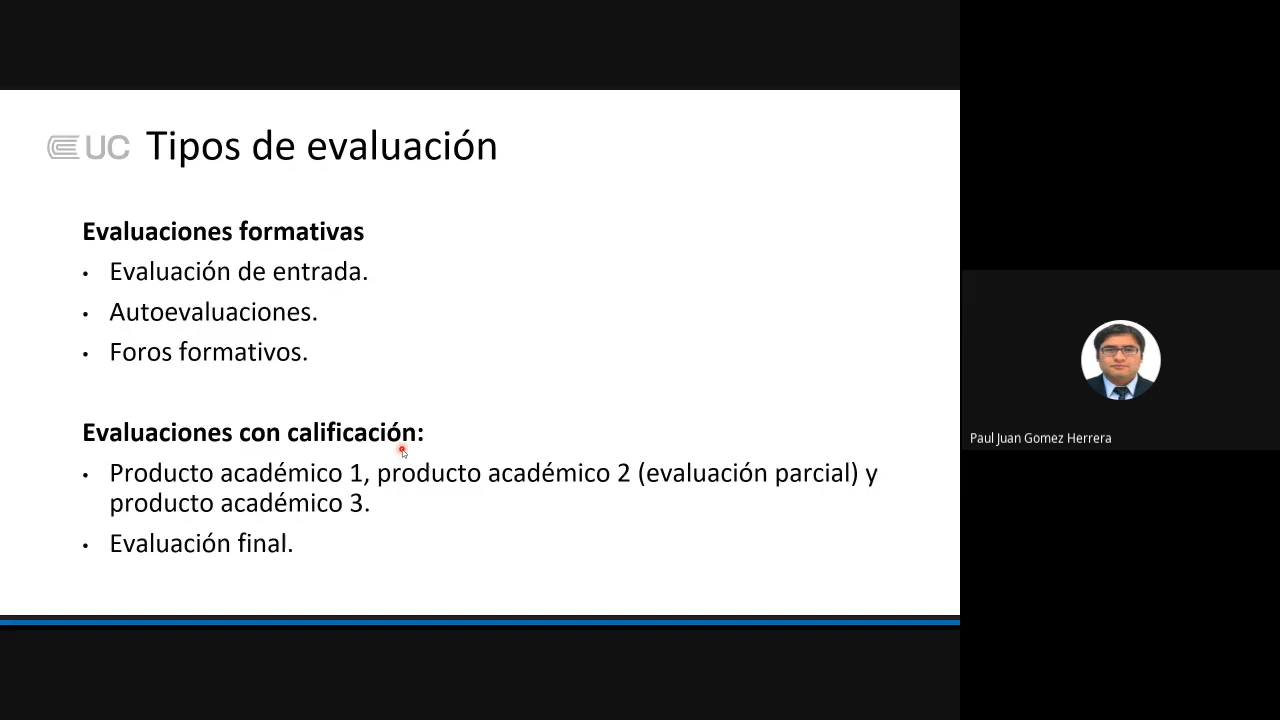 UC Tipos de evaluación
Evaluaciones formativas
• Evaluación de entrada.
• Autoevaluaciones.
• Foros formativos.
Evaluaciones con calificación:
• Producto académico 1, producto académico 2 (evaluación parcial) y
producto académico 3.
• Evaluación final.
Paul Juan Gomez Herrera